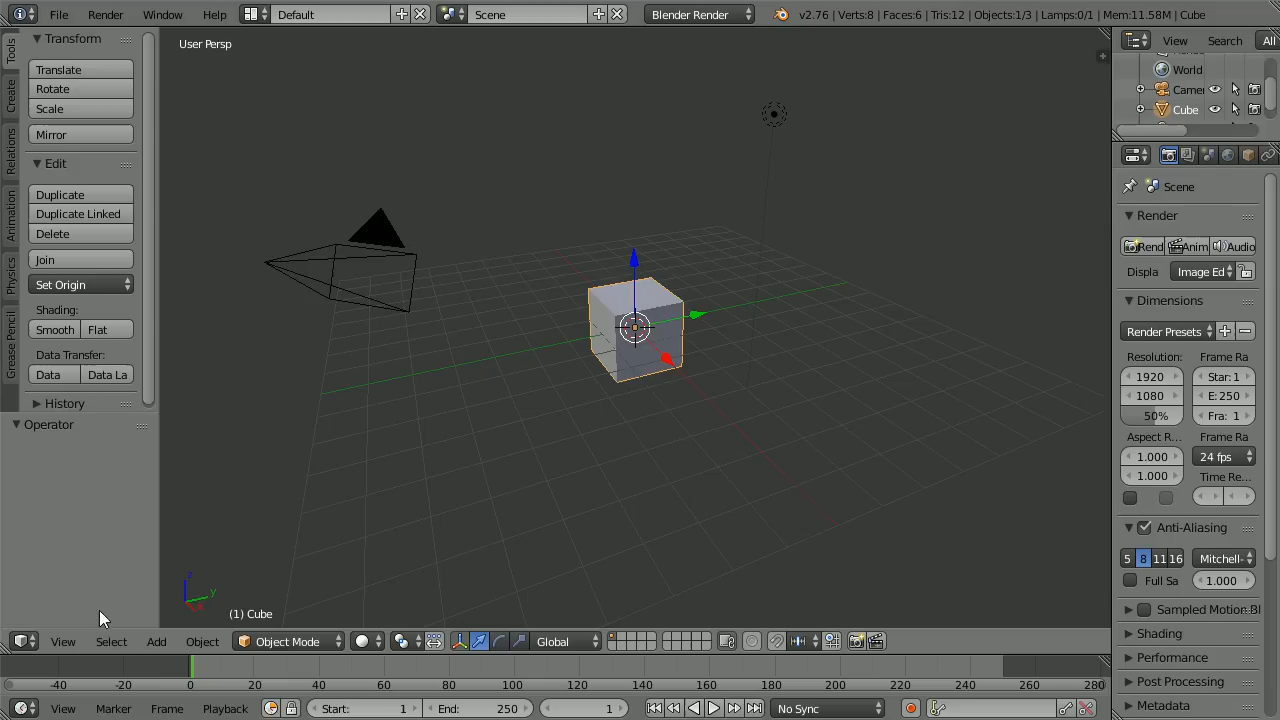 File Render Window Help Default Scene Blender Render v2.76 | Verts:8 | Faces:6 | Tris:12 | Objects:1/3 | Lamps:0/1 | Mem:11.58M | Cube
Tools
Create
Relations
Animation
Physics
Grease Pencil
Transform
Translate
Rotate
Scale
Mirror
Edit
Duplicate
Duplicate Linked
Delete
Join
Set Origin
Shading:
Smooth Flat
Data Transfer:
Data Data La
History
Operator
User Persp
z
y
x
(1) Cube
View Search All
World
Camer
Cube
Scene
Render
Rend Anim Audio
Displa Image Ed
Dimensions
Render Presets
Resolution: Frame Ra
1920 Star: 1
1080 E: 250
50% Fra: 1
Aspect R... Frame Ra
1.000 24 fps
1.000 Time Re...
Anti-Aliasing
5 8 11 16 Mitchell-
Full Sa 1.000
Sampled Motion Bl
Shading
Performance
Post Processing
Metadata
View Select Add Object Object Mode Global
-40 -20 0 20 40 60 80 100 120 140 160 180 200 220 240 260 280
View Marker Frame Playback Start: 1 End: 250 1 No Sync